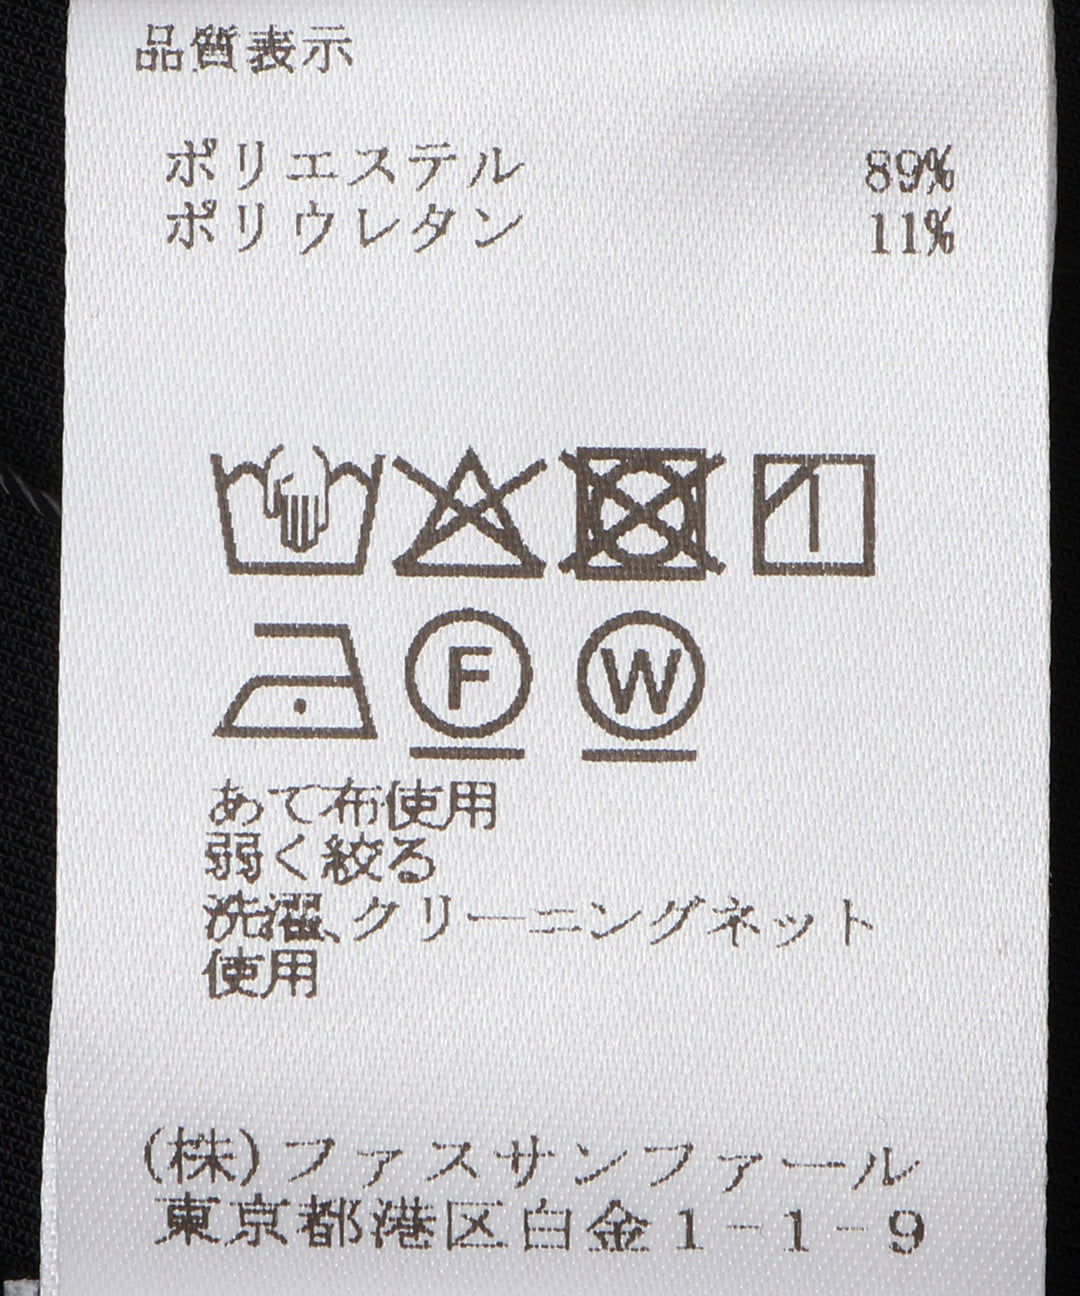 品質表示
ポリエステル 89%
ポリウレタン 11%
F W
あて布使用
弱く絞る
洗濯、クリーニングネット
使用
(株)ファスサンファール
東京都港区白金1-1-9